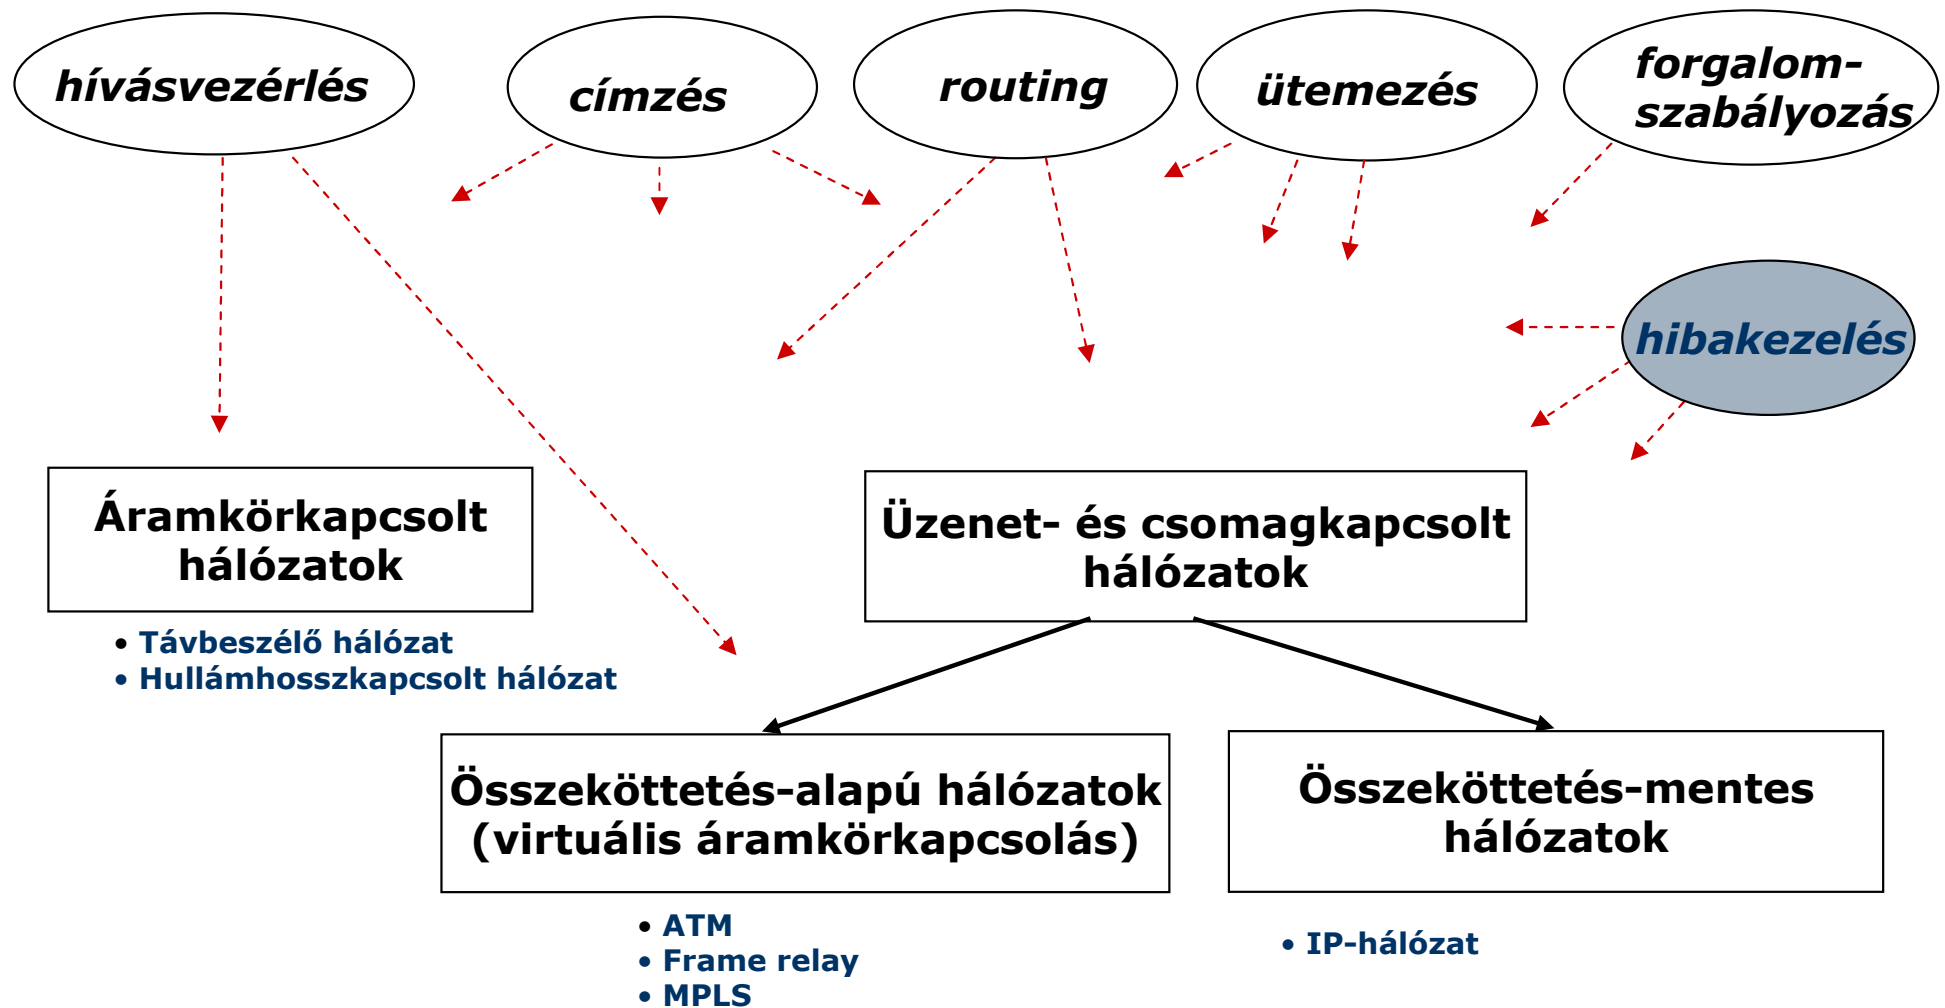 hívásvezérlés
címzés
routing
ütemezés
forgalom-
szabályozás
hibakezelés
Áramkörkapcsolt
hálózatok
• Távbeszélő hálózat
• Hullámhosszkapcsolt hálózat
Üzenet- és csomagkapcsolt
hálózatok
Összeköttetés-alapú hálózatok
(virtuális áramkörkapcsolás)
• ATM
• Frame relay
• MPLS
Összeköttetés-mentes
hálózatok
• IP-hálózat